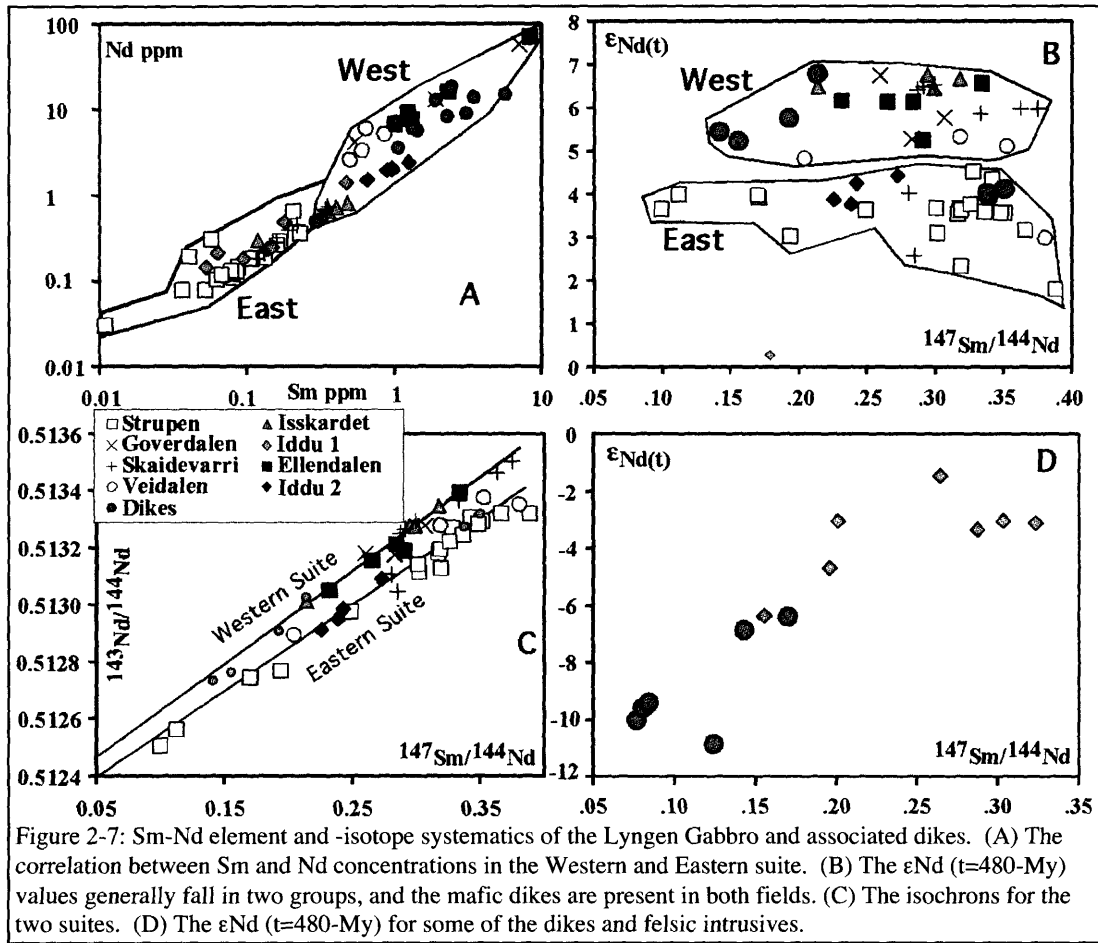 100
Nd ppm
West
10
1
0.1
East
A
0.01
0.01
0.1
Sm ppm
1
10
8
εNd(t)
B
7
West
6
5
4
3
East
2
1
147Sm/144Nd
0
.05
.10
.15
.20
.25
.30
.35
.40
Strupen
Isskardet
Goverdalen
Iddu 1
Skaidevarri
Ellendalen
Veidalen
Iddu 2
Dikes
0.5136
0.5134
0.5132
143Nd/144Nd
0.5130
Western Suite
Eastern Suite
C
0.5128
0.5126
147Sm/144Nd
0.5124
0.05
0.15
0.25
0.35
0
εNd(t)
D
-2
-4
-6
-8
-10
147Sm/144Nd
-12
.05
.10
.15
.20
.25
.30
.35
Figure 2-7: Sm-Nd element and -isotope systematics of the Lyngen Gabbro and associated dikes. (A) The
correlation between Sm and Nd concentrations in the Western and Eastern suite. (B) The εNd (t=480-My)
values generally fall in two groups, and the mafic dikes are present in both fields. (C) The isochrons for the
two suites. (D) The εNd (t=480-My) for some of the dikes and felsic intrusives.